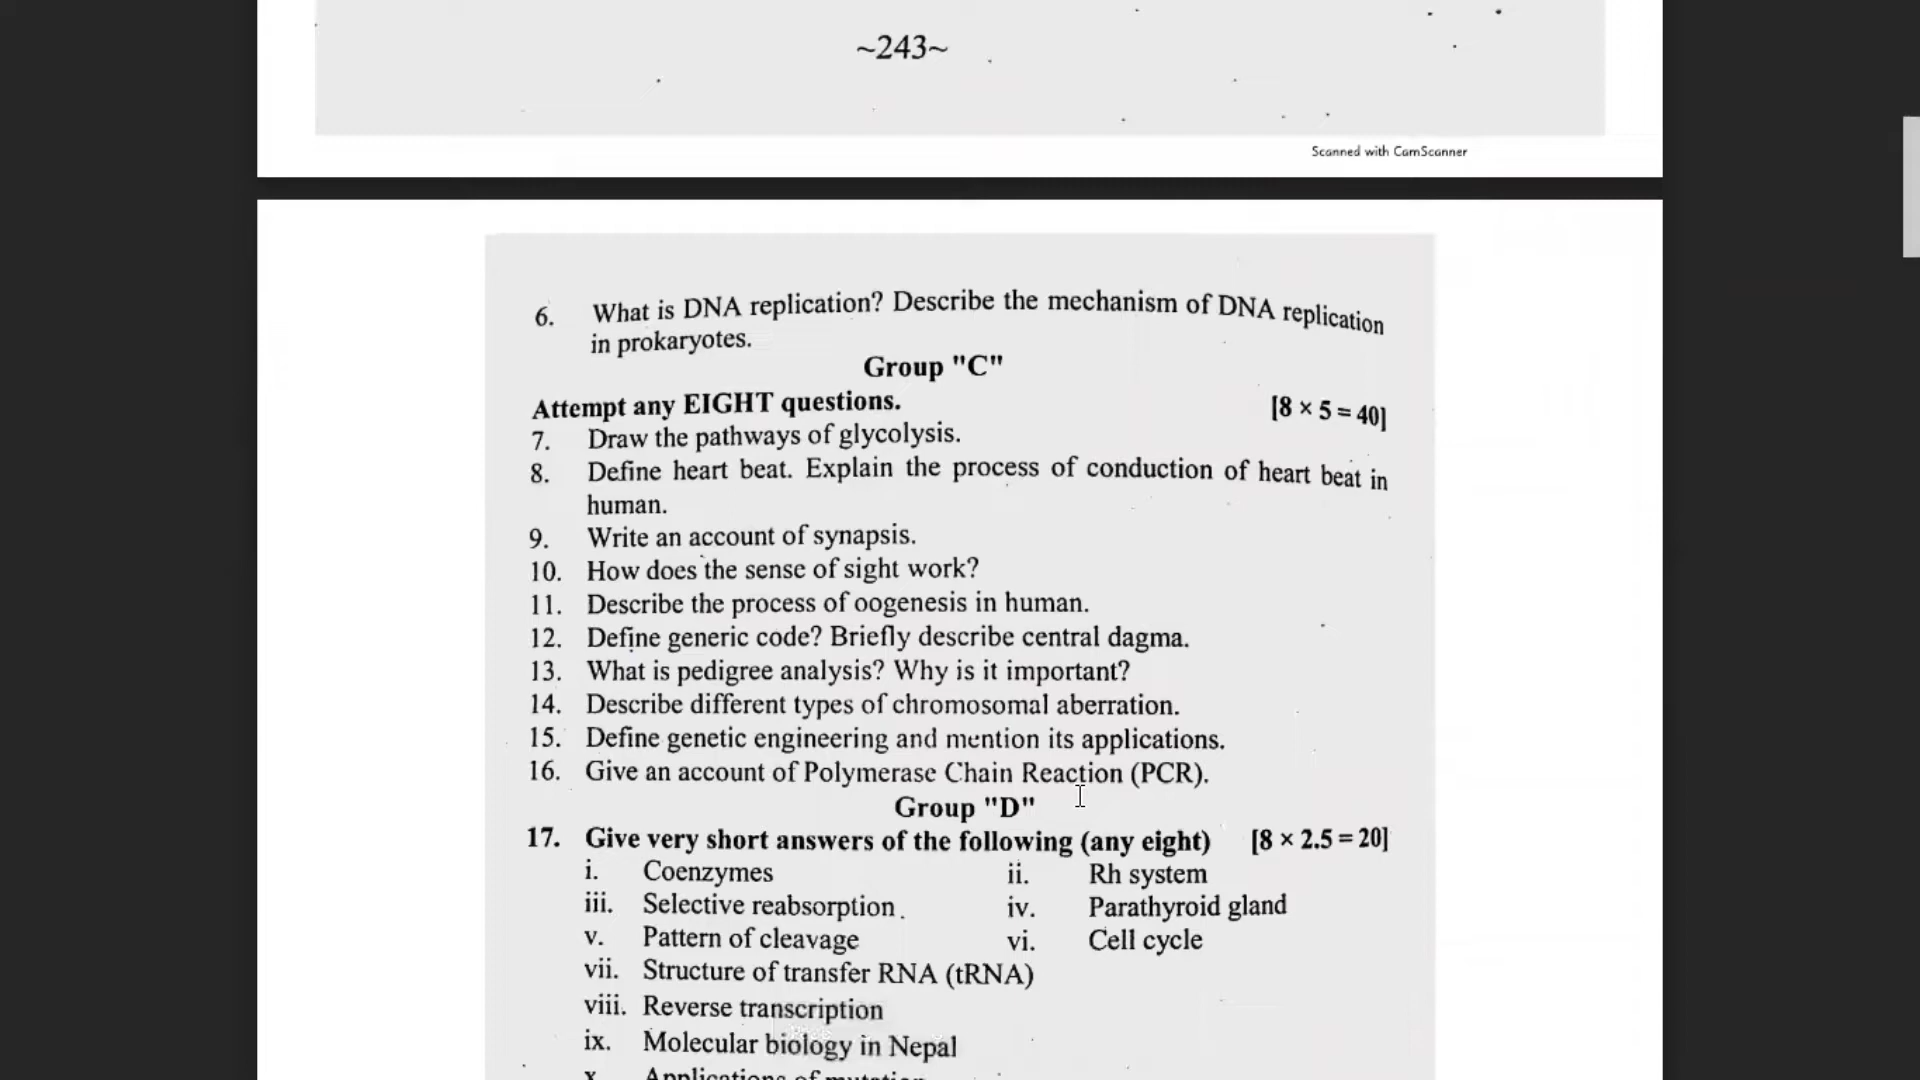 ~243~
Scanned with CamScanner
6. What is DNA replication? Describe the mechanism of DNA replication
in prokaryotes.
Group "C"
Attempt any EIGHT questions. [8 × 5 = 40]
7. Draw the pathways of glycolysis.
8. Define heart beat. Explain the process of conduction of heart beat in
human.
9. Write an account of synapsis.
10. How does the sense of sight work?
11. Describe the process of oogenesis in human.
12. Define generic code? Briefly describe central dagma.
13. What is pedigree analysis? Why is it important?
14. Describe different types of chromosomal aberration.
15. Define genetic engineering and mention its applications.
16. Give an account of Polymerase Chain Reaction (PCR).
Group "D"
17. Give very short answers of the following (any eight) [8 × 2.5 = 20]
i. Coenzymes ii. Rh system
iii. Selective reabsorption iv. Parathyroid gland
v. Pattern of cleavage vi. Cell cycle
vii. Structure of transfer RNA (tRNA)
viii. Reverse transcription
ix. Molecular biology in Nepal
x. Applications of mutation